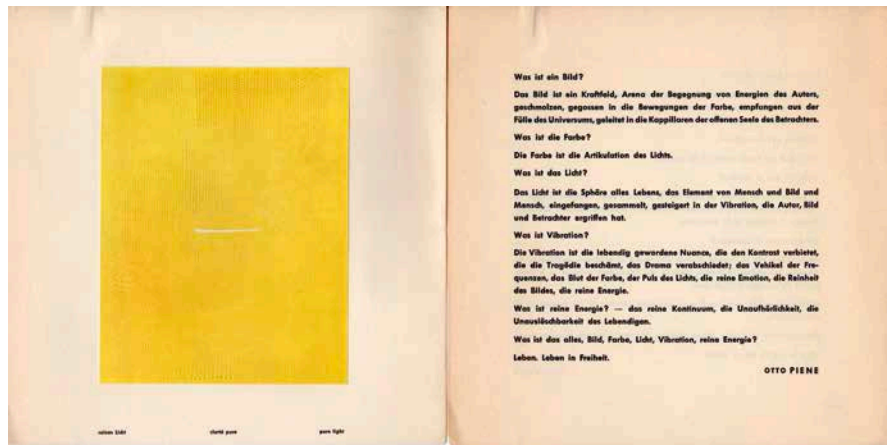 reines Licht
clarté pure
pure light
Was ist ein Bild?
Das Bild ist ein Kraftfeld, Arena der Begegnung von Energien des Autors,
geschmolzen, gegossen in die Bewegungen der Farbe, empfangen aus der
Fülle des Universums, geleitet in die Kappillaren der offenen Seele des Betrachters.
Was ist die Farbe?
Die Farbe ist die Artikulation des Lichts.
Was ist das Licht?
Das Licht ist die Sphäre alles Lebens, das Element von Mensch und Bild und
Mensch, eingefangen, gesammelt, gesteigert in der Vibration, die Autor, Bild
und Betrachter ergriffen hat.
Was ist Vibration?
Die Vibration ist die lebendig gewordene Nuance, die den Kontrast verbietet,
die die Tragödie beschämt, das Drama verabschiedet; das Vehikel der Fre-
quenzen, das Blut der Farbe, der Puls des Lichts, die reine Emotion, die Reinheit
des Bildes, die reine Energie.
Was ist reine Energie? — das reine Kontinuum, die Unaufhörlichkeit, die
Unauslöschbarkeit des Lebendigen.
Was ist das alles, Bild, Farbe, Licht, Vibration, reine Energie?
Leben. Leben in Freiheit.
OTTO PIENE